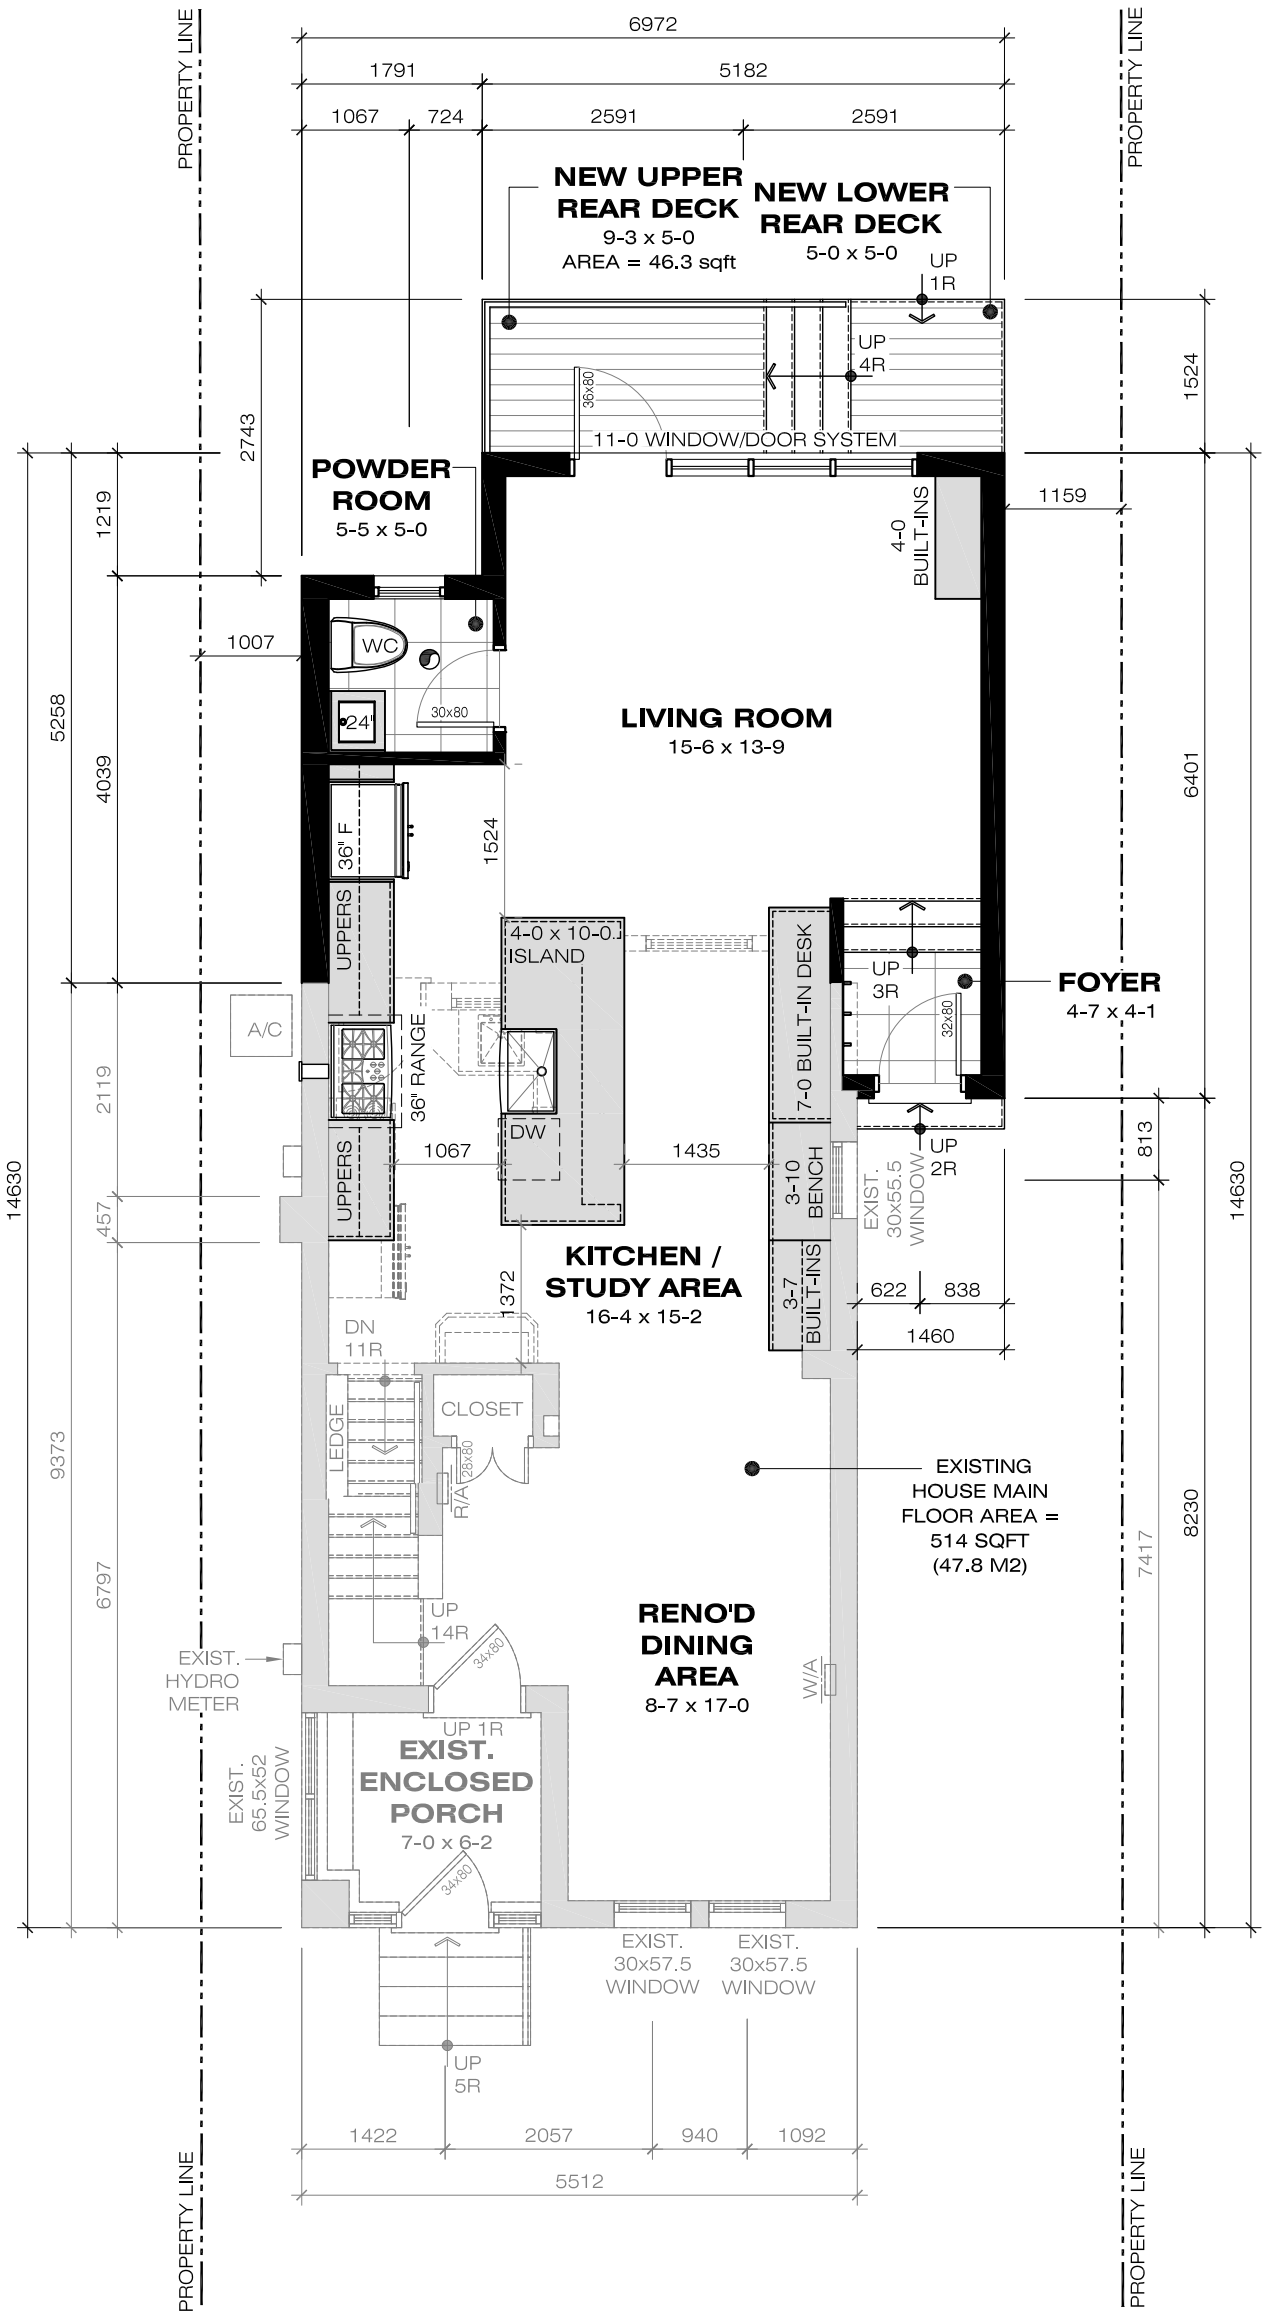 PROPERTY LINE
PROPERTY LINE
6972
1791
5182
1067
724
2591
2591
NEW UPPER
REAR DECK
9-3 x 5-0
AREA = 46.3 sqft
NEW LOWER
REAR DECK
5-0 x 5-0
UP
1R
UP
4R
36x80
11-0 WINDOW/DOOR SYSTEM
2743
1524
1219
POWDER
ROOM
5-5 x 5-0
4-0
BUILT-INS
1159
1007
WC
24"
30x80
LIVING ROOM
15-6 x 13-9
5258
4039
6401
36" F
1524
UPPERS
4-0 x 10-0
ISLAND
7-0 BUILT-IN DESK
UP
3R
32x80
FOYER
4-7 x 4-1
A/C
36" RANGE
2119
DW
UPPERS
1067
1435
3-10
BENCH
UP
2R
813
EXIST.
30x55.5
WINDOW
14630
14630
457
KITCHEN /
STUDY AREA
16-4 x 15-2
3-7
BUILT-INS
1372
622
838
1460
DN
11R
LEDGE
CLOSET
28x80
R/A
9373
EXISTING
HOUSE MAIN
FLOOR AREA =
514 SQFT
(47.8 M2)
8230
7417
6797
UP
14R
34x80
RENO'D
DINING
AREA
8-7 x 17-0
W/A
EXIST.
HYDRO
METER
UP 1R
EXIST.
ENCLOSED
PORCH
7-0 x 6-2
EXIST.
65.5x52
WINDOW
34x80
EXIST.
30x57.5
WINDOW
EXIST.
30x57.5
WINDOW
UP
5R
1422
2057
940
1092
5512
PROPERTY LINE
PROPERTY LINE